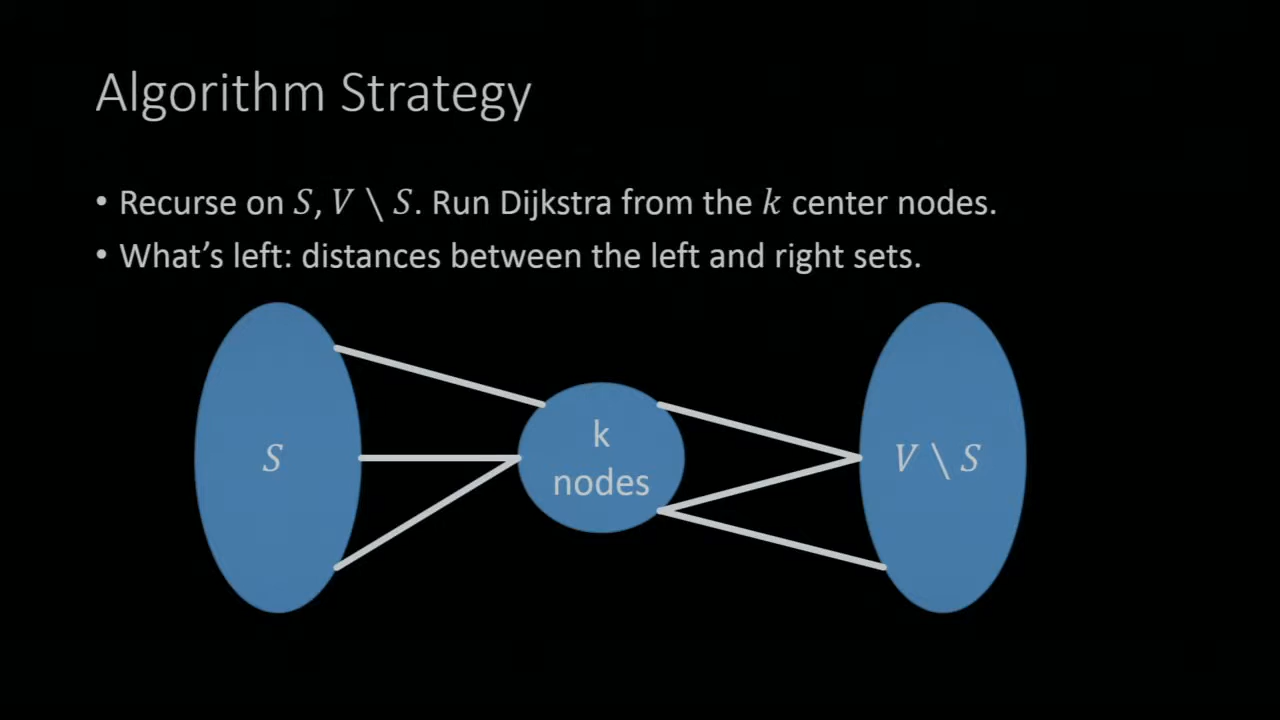 Algorithm Strategy
• Recurse on S, V \ S. Run Dijkstra from the k center nodes.
• What’s left: distances between the left and right sets.
S
k
nodes
V \ S